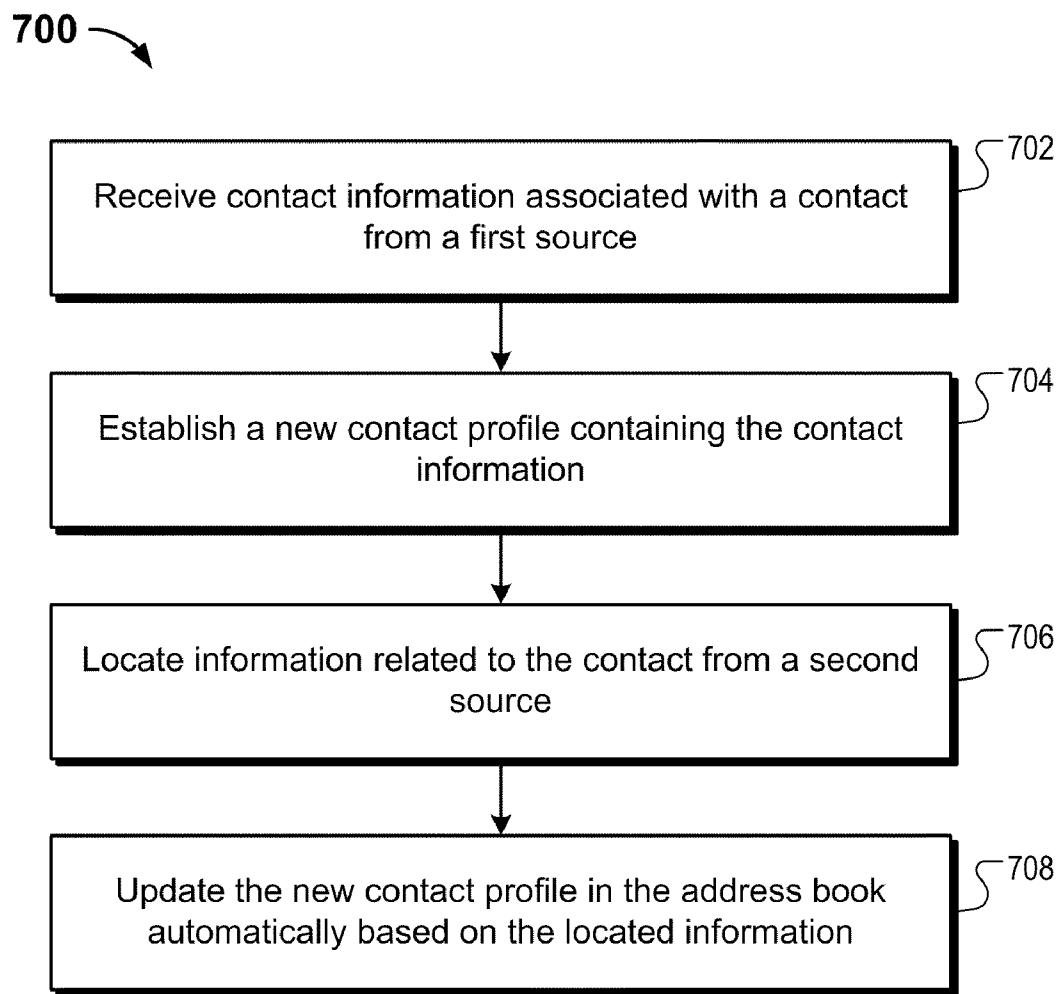 700
702
Receive contact information associated with a contact
from a first source
704
Establish a new contact profile containing the contact
information
706
Locate information related to the contact from a second
source
708
Update the new contact profile in the address book
automatically based on the located information